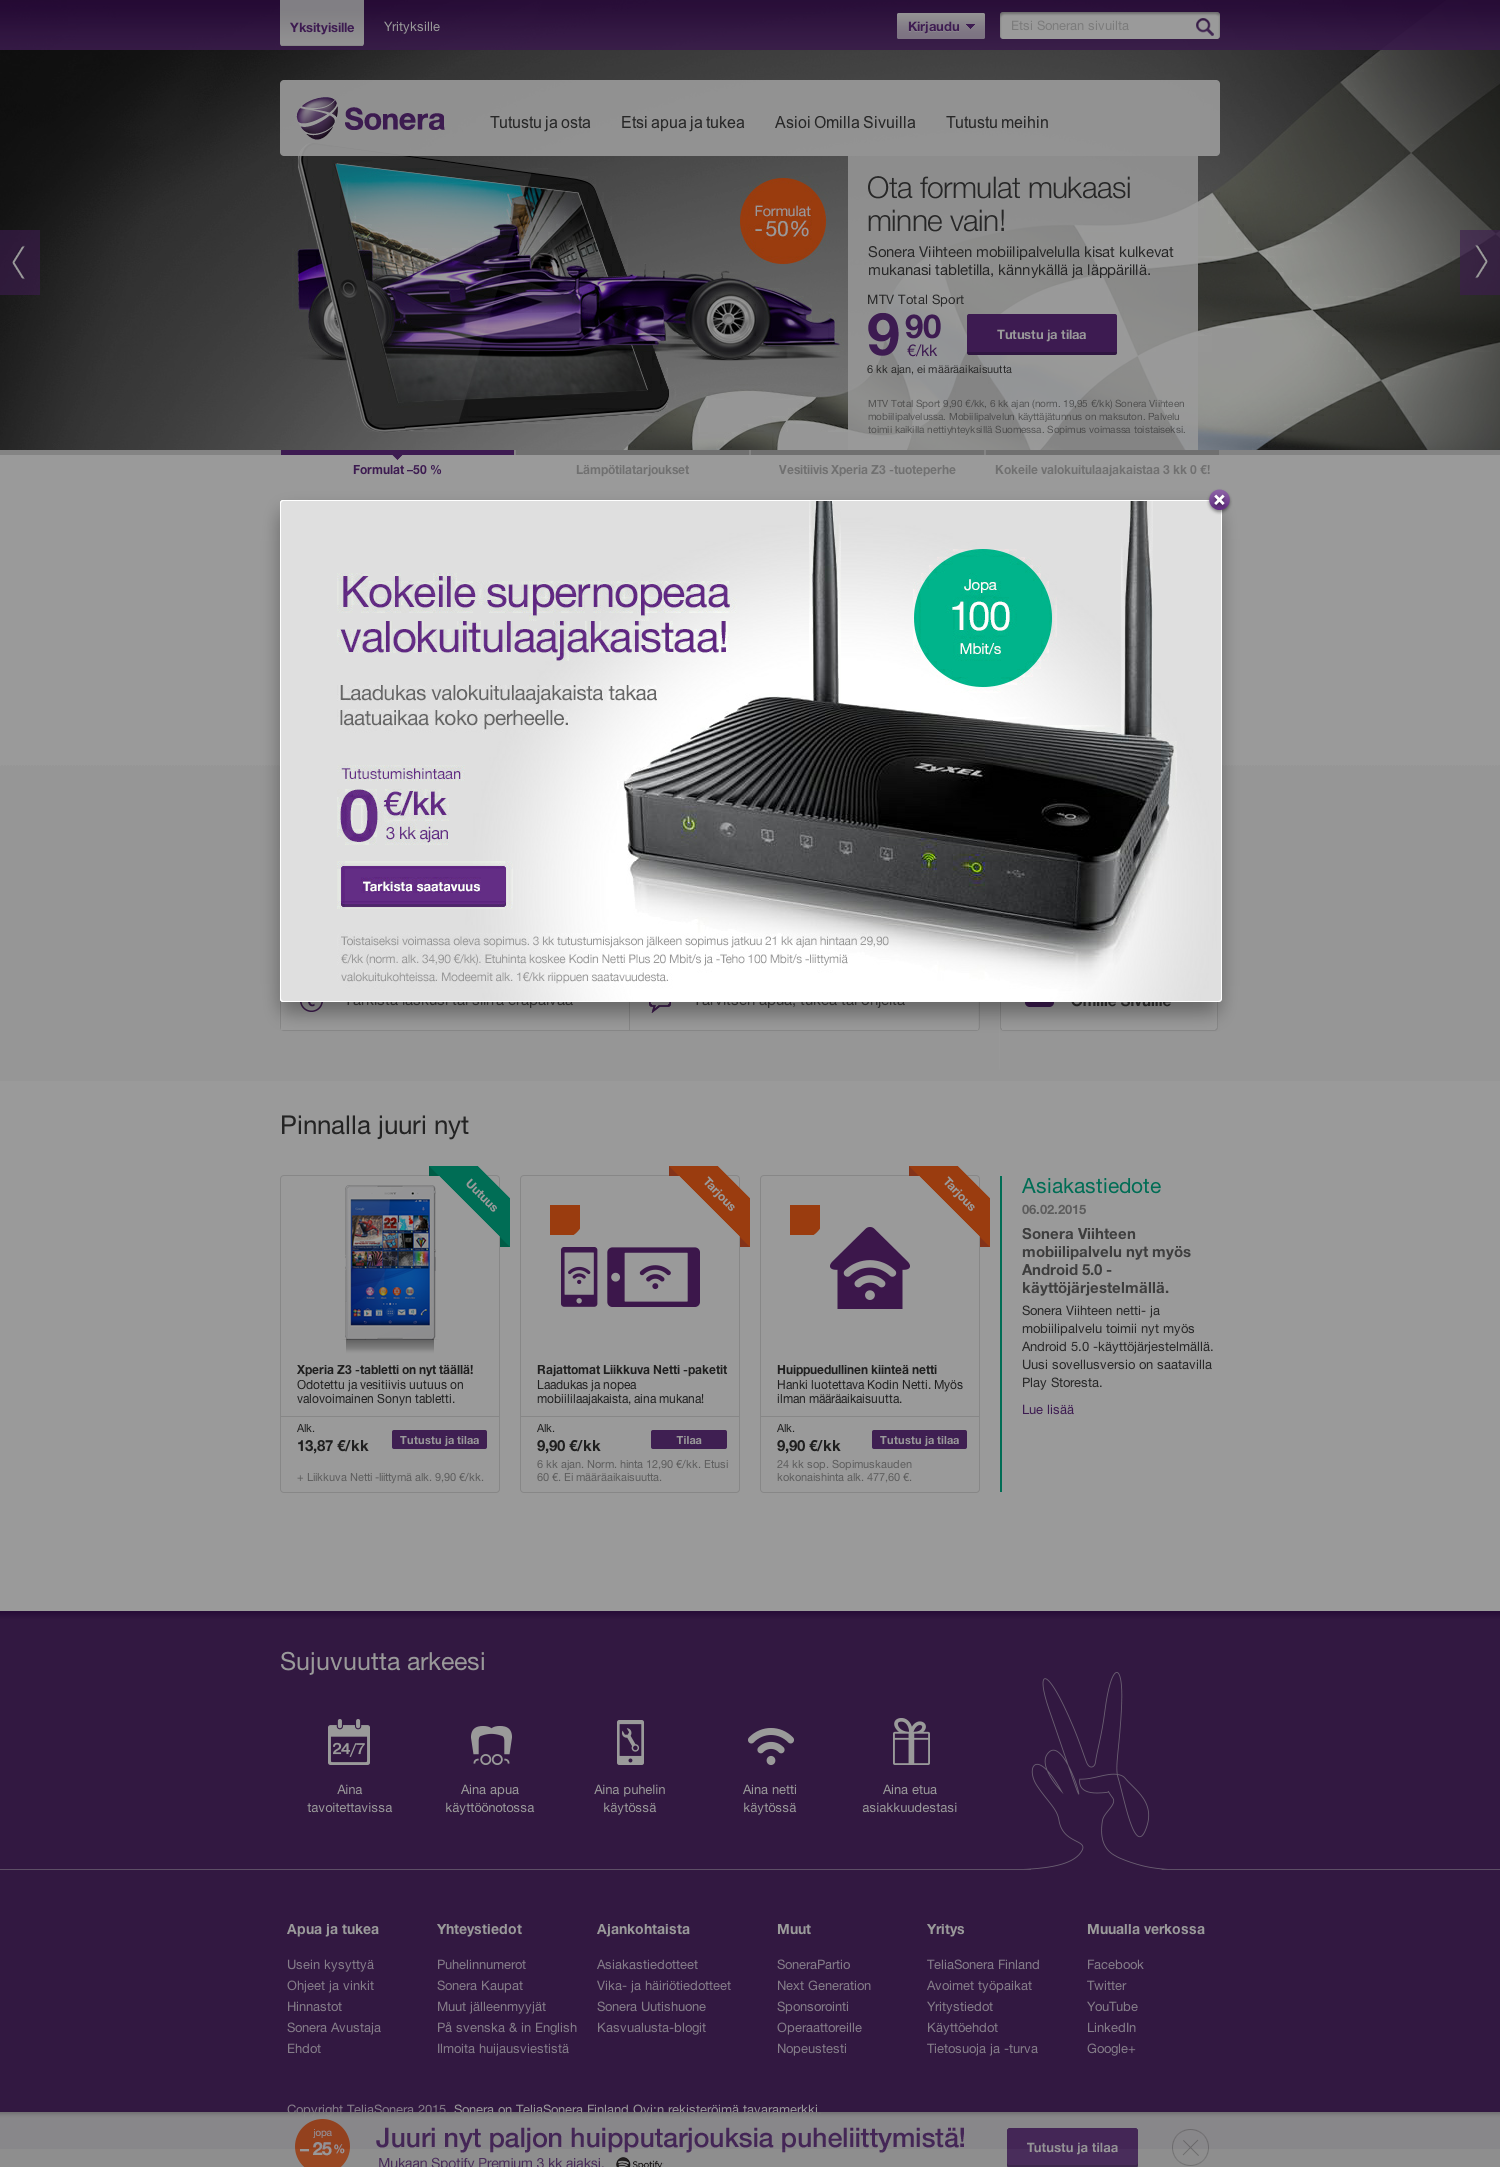 Yksityisille
Yrityksille
Kirjaudu
Etsi Soneran sivuilta
Sonera
Tutustu ja osta
Etsi apua ja tukea
Asioi Omilla Sivuilla
Tutustu meihin
Formulat
-50%
Ota formulat mukaasi
minne vain!
Sonera Viihteen mobiilipalvelulla kisat kulkevat
mukanasi tabletilla, kännykällä ja läppärillä.
MTV Total Sport
9 90
€/kk
Tutustu ja tilaa
6 kk ajan, ei määräaikaisuutta
MTV Total Sport 9,90 €/kk, 6 kk ajan (norm. 19,95 €/kk) Sonera Viihteen
mobiilipalvelussa. Mobiilipalvelun käyttäjätunnus on maksuton. Palvelu
toimii kaikilla nettiyhteyksillä Suomessa. Sopimus voimassa toistaiseksi.
Formulat –50 %
Lämpötilatarjoukset
Vesitiivis Xperia Z3 -tuoteperhe
Kokeile valokuitulaajakaistaa 3 kk 0 €!
Kokeile supernopeaa
valokuitulaajakaistaa!
Jopa
100
Mbit/s
Laadukas valokuitulaajakaista takaa
laatuaikaa koko perheelle.
Tutustumishintaan
0 €/kk
3 kk ajan
Tarkista saatavuus
ZyXEL
1 2 3 4
Toistaiseksi voimassa oleva sopimus. 3 kk tutustumisjakson jälkeen sopimus jatkuu 21 kk ajan hintaan 29,90
€/kk (norm. alk. 34,90 €/kk). Etuhinta koskee Kodin Netti Plus 20 Mbit/s ja -Teho 100 Mbit/s -liittymiä
valokuitukohteissa. Modeemit alk. 1€/kk riippuen saatavuudesta.
Tarkista laskusi tai siirrä eräpäivää
Tarvitsen apua, tukea tai ohjeita
Omille Sivuille
Pinnalla juuri nyt
Uutuus
Xperia Z3 -tabletti on nyt täällä!
Odotettu ja vesitiivis uutuus on
valovoimainen Sonyn tabletti.
Alk.
13,87 €/kk
Tutustu ja tilaa
+ Liikkuva Netti -liittymä alk. 9,90 €/kk.
Tarjous
Rajattomat Liikkuva Netti -paketit
Laadukas ja nopea
mobiililaajakaista, aina mukana!
Alk.
9,90 €/kk
Tilaa
6 kk ajan. Norm. hinta 12,90 €/kk. Etusi
60 €. Ei määräaikaisuutta.
Tarjous
Huippuedullinen kiinteä netti
Hanki luotettava Kodin Netti. Myös
ilman määräaikaisuutta.
Alk.
9,90 €/kk
Tutustu ja tilaa
24 kk sop. Sopimuskauden
kokonaishinta alk. 477,60 €.
Asiakastiedote
06.02.2015
Sonera Viihteen
mobiilipalvelu nyt myös
Android 5.0 -
käyttöjärjestelmällä.
Sonera Viihteen netti- ja
mobiilipalvelu toimii nyt myös
Android 5.0 -käyttöjärjestelmällä.
Uusi sovellusversio on saatavilla
Play Storesta.
Lue lisää
Sujuvuutta arkeesi
24/7
Aina
tavoitettavissa
Aina apua
käyttöönotossa
Aina puhelin
käytössä
Aina netti
käytössä
Aina etua
asiakkuudestasi
Apua ja tukea
Usein kysyttyä
Ohjeet ja vinkit
Hinnastot
Sonera Avustaja
Ehdot
Yhteystiedot
Puhelinnumerot
Sonera Kaupat
Muut jälleenmyyjät
På svenska & in English
Ilmoita huijausviestistä
Ajankohtaista
Asiakastiedotteet
Vika- ja häiriötiedotteet
Sonera Uutishuone
Kasvualusta-blogit
Muut
SoneraPartio
Next Generation
Sponsorointi
Operaattoreille
Nopeustesti
Yritys
TeliaSonera Finland
Avoimet työpaikat
Yritystiedot
Käyttöehdot
Tietosuoja ja -turva
Muualla verkossa
Facebook
Twitter
YouTube
LinkedIn
Google+
Copyright TeliaSonera 2015. Sonera on TeliaSonera Finland Oyj:n rekisteröimä tavaramerkki.
jopa
– 25 %
Juuri nyt paljon huipputarjouksia puheliittymistä!
Mukaan Spotify Premium 3 kk ajaksi.
Spotify
Tutustu ja tilaa